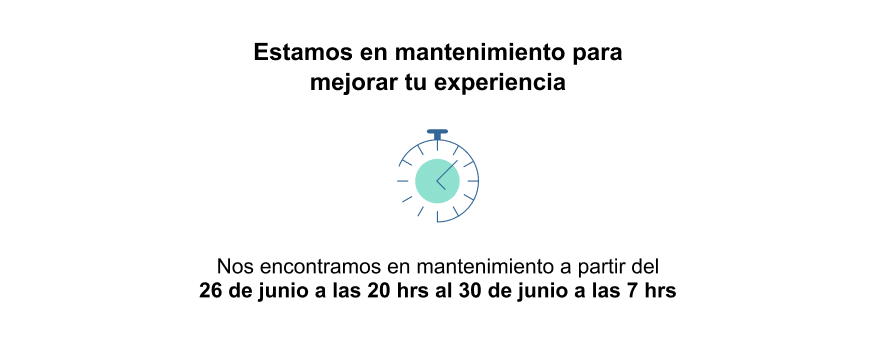 Estamos en mantenimiento para
mejorar tu experiencia
Nos encontramos en mantenimiento a partir del
26 de junio a las 20 hrs al 30 de junio a las 7 hrs